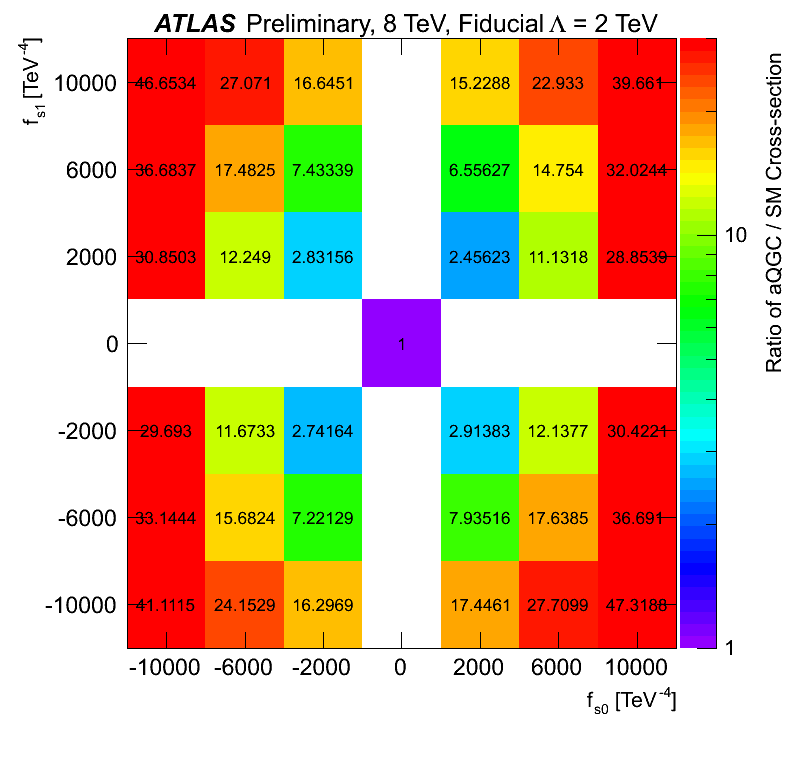 ATLAS Preliminary, 8 TeV, Fiducial Λ = 2 TeV
f_s1 [TeV^-4]
10000 46.6534 27.071 16.6451 15.2288 22.933 39.661
6000 36.6837 17.4825 7.43339 6.55627 14.754 32.0244
2000 30.8503 12.249 2.83156 2.45623 11.1318 28.8539
0 1
-2000 29.693 11.6733 2.74164 2.91383 12.1377 30.4221
-6000 33.1444 15.6824 7.22129 7.93516 17.6385 36.691
-10000 41.1115 24.1529 16.2969 17.4461 27.7099 47.3188
-10000 -6000 -2000 0 2000 6000 10000
f_s0 [TeV^-4]
10
1
Ratio of aQGC / SM Cross-section